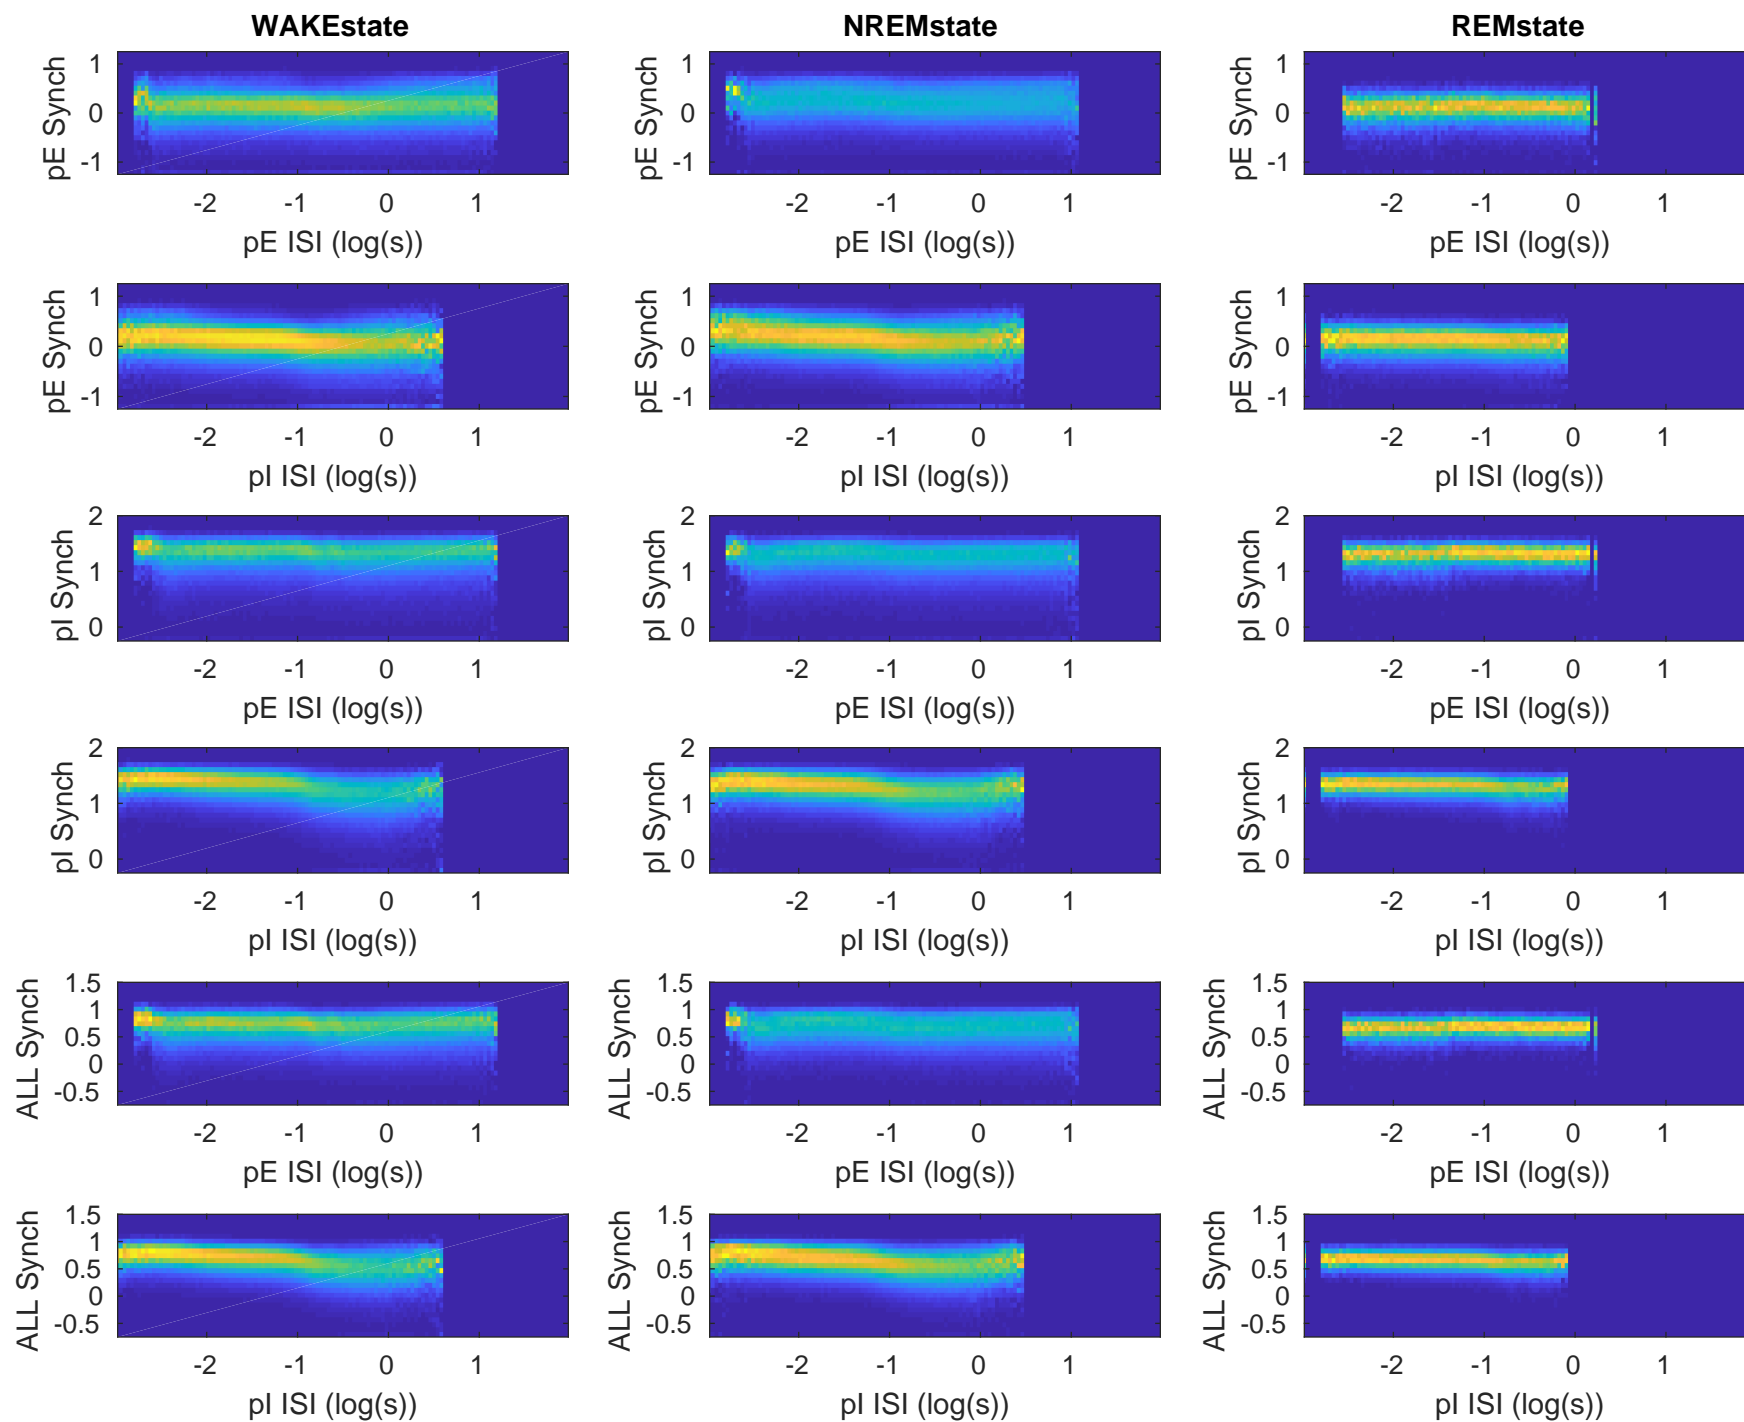 WAKEstate NREMstate REMstate
pE Synch 1 0 -1 pE Synch 1 0 -1 pE Synch 1 0 -1
-2 -1 0 1 -2 -1 0 1 -2 -1 0 1
pE ISI (log(s)) pE ISI (log(s)) pE ISI (log(s))
pE Synch 1 0 -1 pE Synch 1 0 -1 pE Synch 1 0 -1
-2 -1 0 1 -2 -1 0 1 -2 -1 0 1
pI ISI (log(s)) pI ISI (log(s)) pI ISI (log(s))
pI Synch 2 1 0 pI Synch 2 1 0 pI Synch 2 1 0
-2 -1 0 1 -2 -1 0 1 -2 -1 0 1
pE ISI (log(s)) pE ISI (log(s)) pE ISI (log(s))
pI Synch 2 1 0 pI Synch 2 1 0 pI Synch 2 1 0
-2 -1 0 1 -2 -1 0 1 -2 -1 0 1
pI ISI (log(s)) pI ISI (log(s)) pI ISI (log(s))
ALL Synch 1.5 1 0.5 0 -0.5 ALL Synch 1.5 1 0.5 0 -0.5 ALL Synch 1.5 1 0.5 0 -0.5
-2 -1 0 1 -2 -1 0 1 -2 -1 0 1
pE ISI (log(s)) pE ISI (log(s)) pE ISI (log(s))
ALL Synch 1.5 1 0.5 0 -0.5 ALL Synch 1.5 1 0.5 0 -0.5 ALL Synch 1.5 1 0.5 0 -0.5
-2 -1 0 1 -2 -1 0 1 -2 -1 0 1
pI ISI (log(s)) pI ISI (log(s)) pI ISI (log(s))